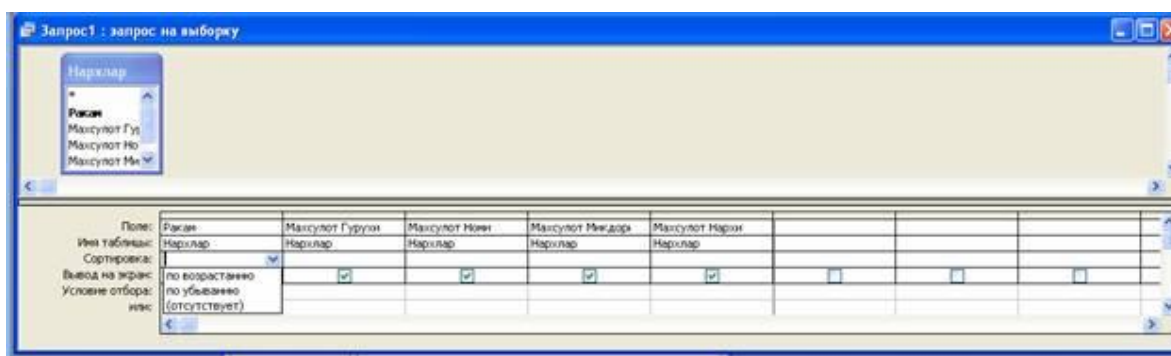 Запрос1 : запрос на выборку
Нархлар
*
Ракам
Махсулот Гур
Махсулот Но
Махсулот Ми
Поле: Ракам Махсулот Гурухи Махсулот Номи Махсулот Микдори Махсулот Нархи
Имя таблицы: Нархлар Нархлар Нархлар Нархлар Нархлар
Сортировка:
Вывод на экран: по возрастанию
Условие отбора: по убыванию
или: (отсутствует)